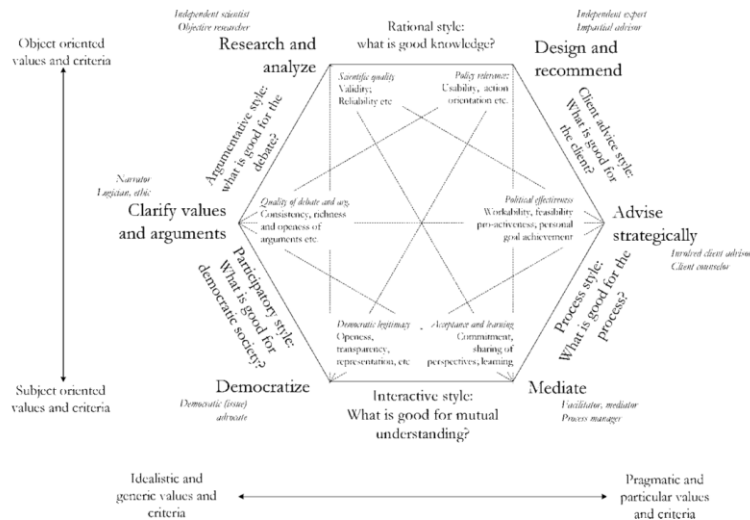 Independent scientist
Objective researcher
Research and
analyze
Rational style:
what is good knowledge?
Independent expert
Impartial advisor
Design and
recommend
Object oriented
values and criteria
Scientific quality
Validity;
Reliability etc
Policy relevance:
Usability, action
orientation etc.
Argumentative style:
what is good for the
debate?
Client advice style:
What is good for
the client?
Narrator
Logician, ethic
Clarify values
and arguments
Quality of debate and arg.
Consistency, richness
and openess of
arguments etc
Political effectiveness
Workability, feasibility
pro-activeness, personal
goal achievement
Advise
strategically
Involved client advisor
Client counselor
Participatory style:
What is good for
democratic society?
Process style:
What is good for the
process?
Democratic legitimacy
Openess,
transparency,
representation, etc
Acceptance and learning
Commitment,
sharing of
perspectives, learning
Subject oriented
values and criteria
Democratize
Democratic (issue)
advocate
Interactive style:
What is good for mutual
understanding?
Mediate
Facilitator, mediator
Process manager
Idealistic and
generic values and
criteria
Pragmatic and
particular values
and criteria